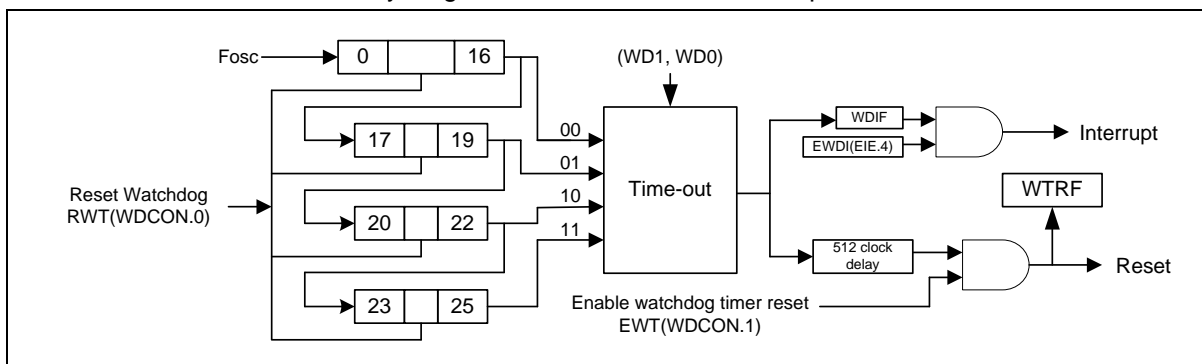 Fosc
0 16
(WD1, WD0)
17 19
20 22
23 25
Reset Watchdog
RWT(WDCON.0)
00
01
10
11
Time-out
WDIF
EWDI(EIE.4)
Interrupt
WTRF
512 clock
delay
Reset
Enable watchdog timer reset
EWT(WDCON.1)